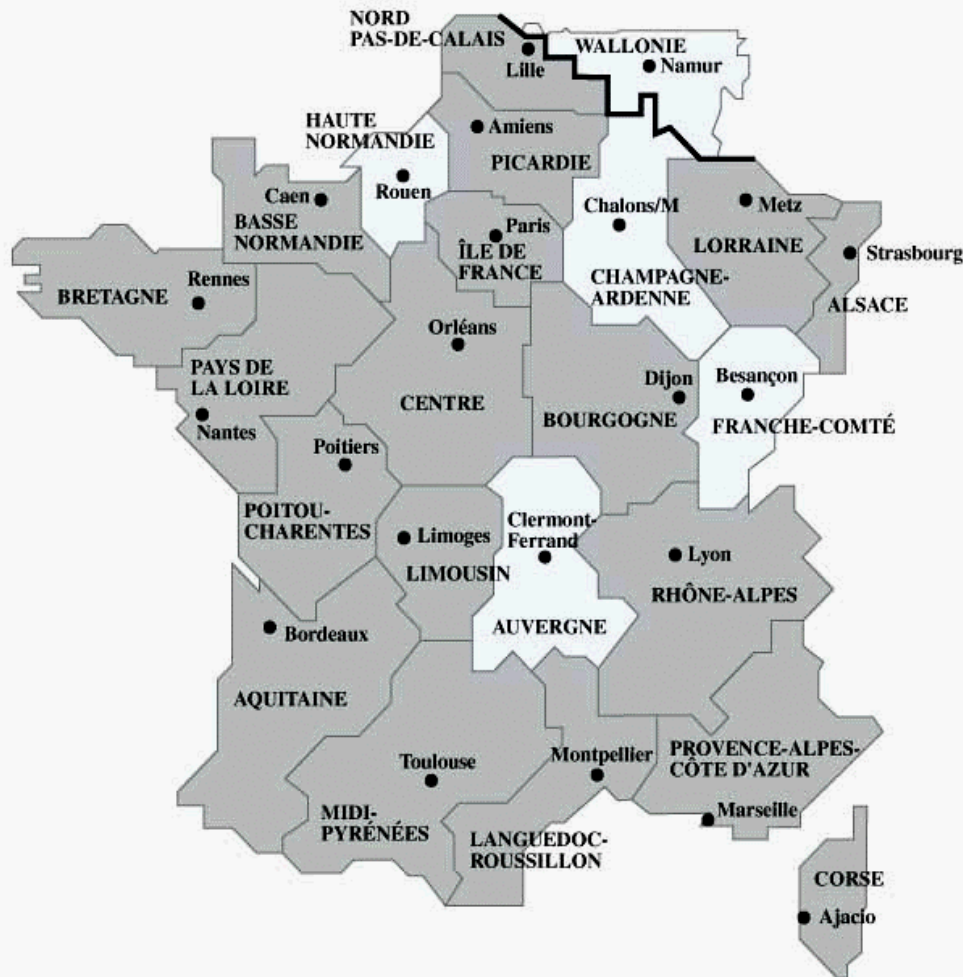 NORD
PAS-DE-CALAIS
Lille
WALLONIE
Namur
HAUTE
NORMANDIE
Rouen
Amiens
PICARDIE
Caen
BASSE
NORMANDIE
Paris
ÎLE DE
FRANCE
Chalons/M
CHAMPAGNE-
ARDENNE
Metz
LORRAINE
Strasbourg
ALSACE
Rennes
BRETAGNE
Orléans
CENTRE
PAYS DE
LA LOIRE
Nantes
Dijon
BOURGOGNE
Besançon
FRANCHE-COMTÉ
Poitiers
POITOU-
CHARENTES
Limoges
LIMOUSIN
Clermont-
Ferrand
AUVERGNE
Lyon
RHÔNE-ALPES
Bordeaux
AQUITAINE
Toulouse
MIDI-
PYRÉNÉES
Montpellier
LANGUEDOC-
ROUSSILLON
PROVENCE-ALPES-
CÔTE D'AZUR
Marseille
CORSE
Ajacio